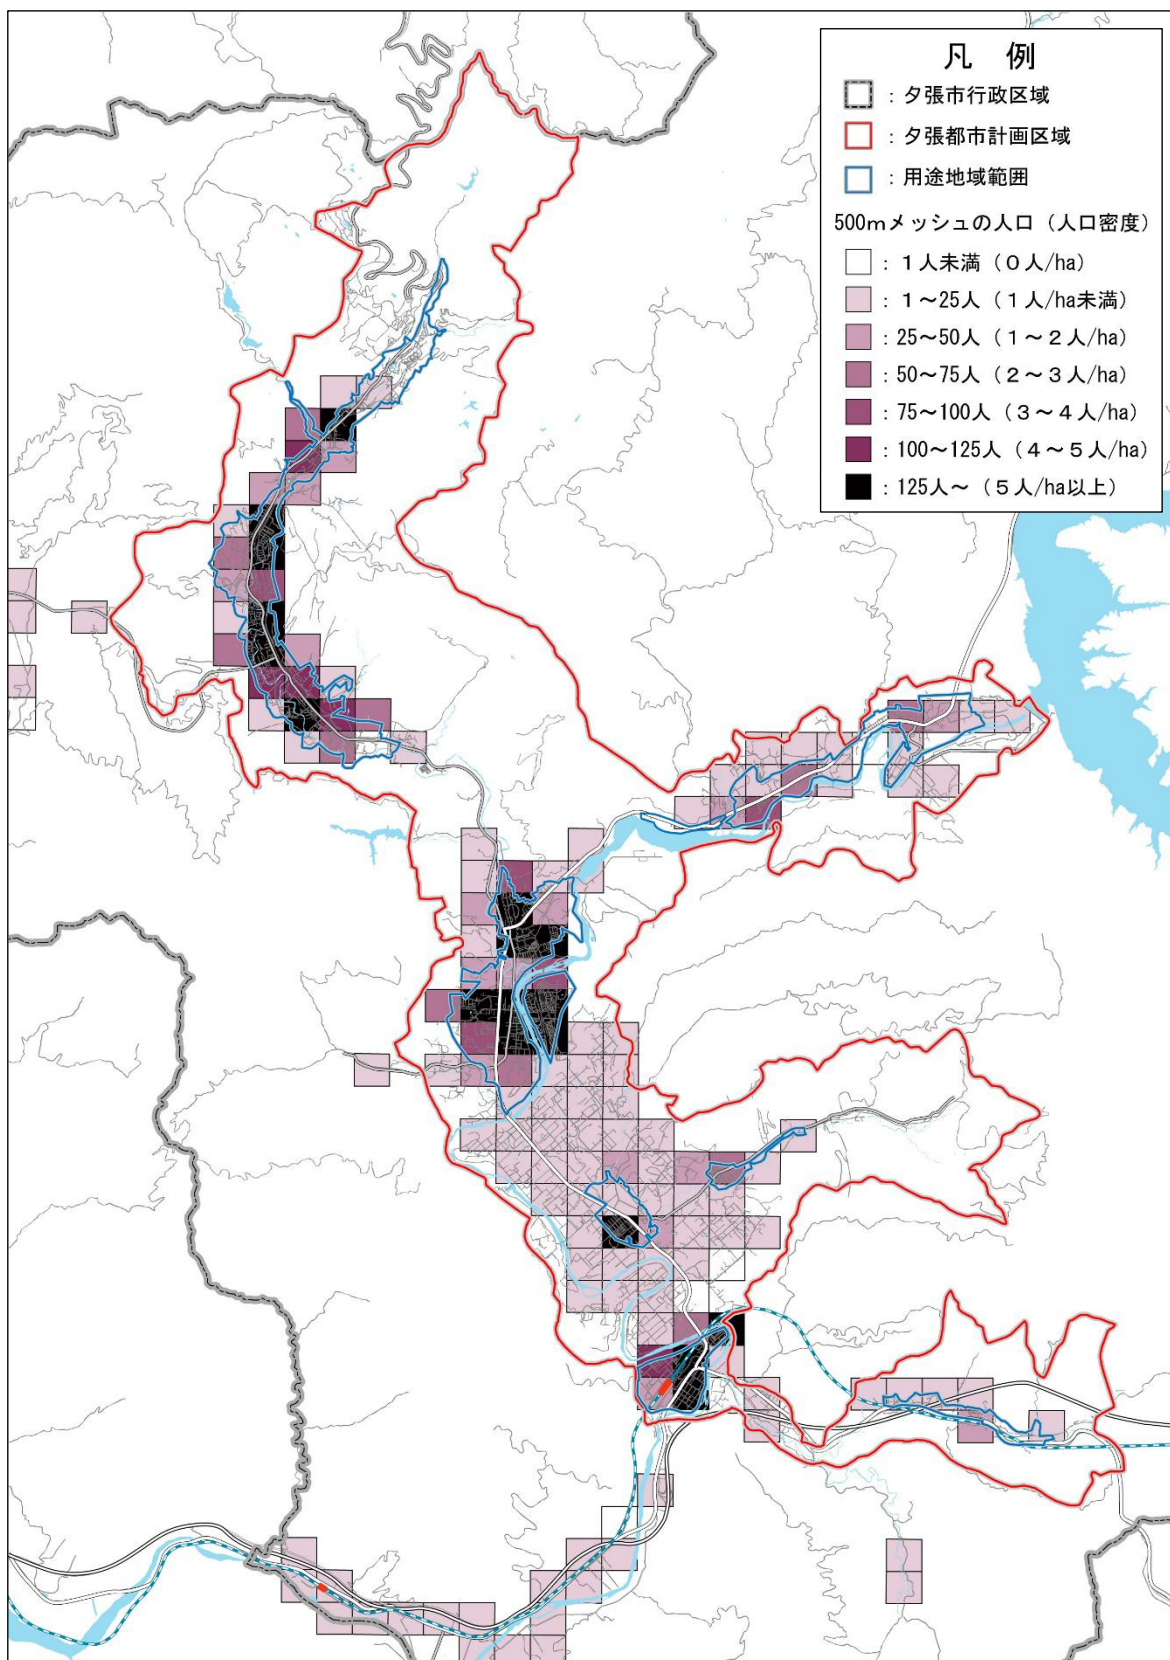 凡　例
：夕張市行政区域
：夕張都市計画区域
：用途地域範囲
500mメッシュの人口（人口密度）
：１人未満（０人/ha）
：１～25人（１人/ha未満）
：25～50人（１～２人/ha）
：50～75人（２～３人/ha）
：75～100人（３～４人/ha）
：100～125人（４～５人/ha）
：125人～（５人/ha以上）